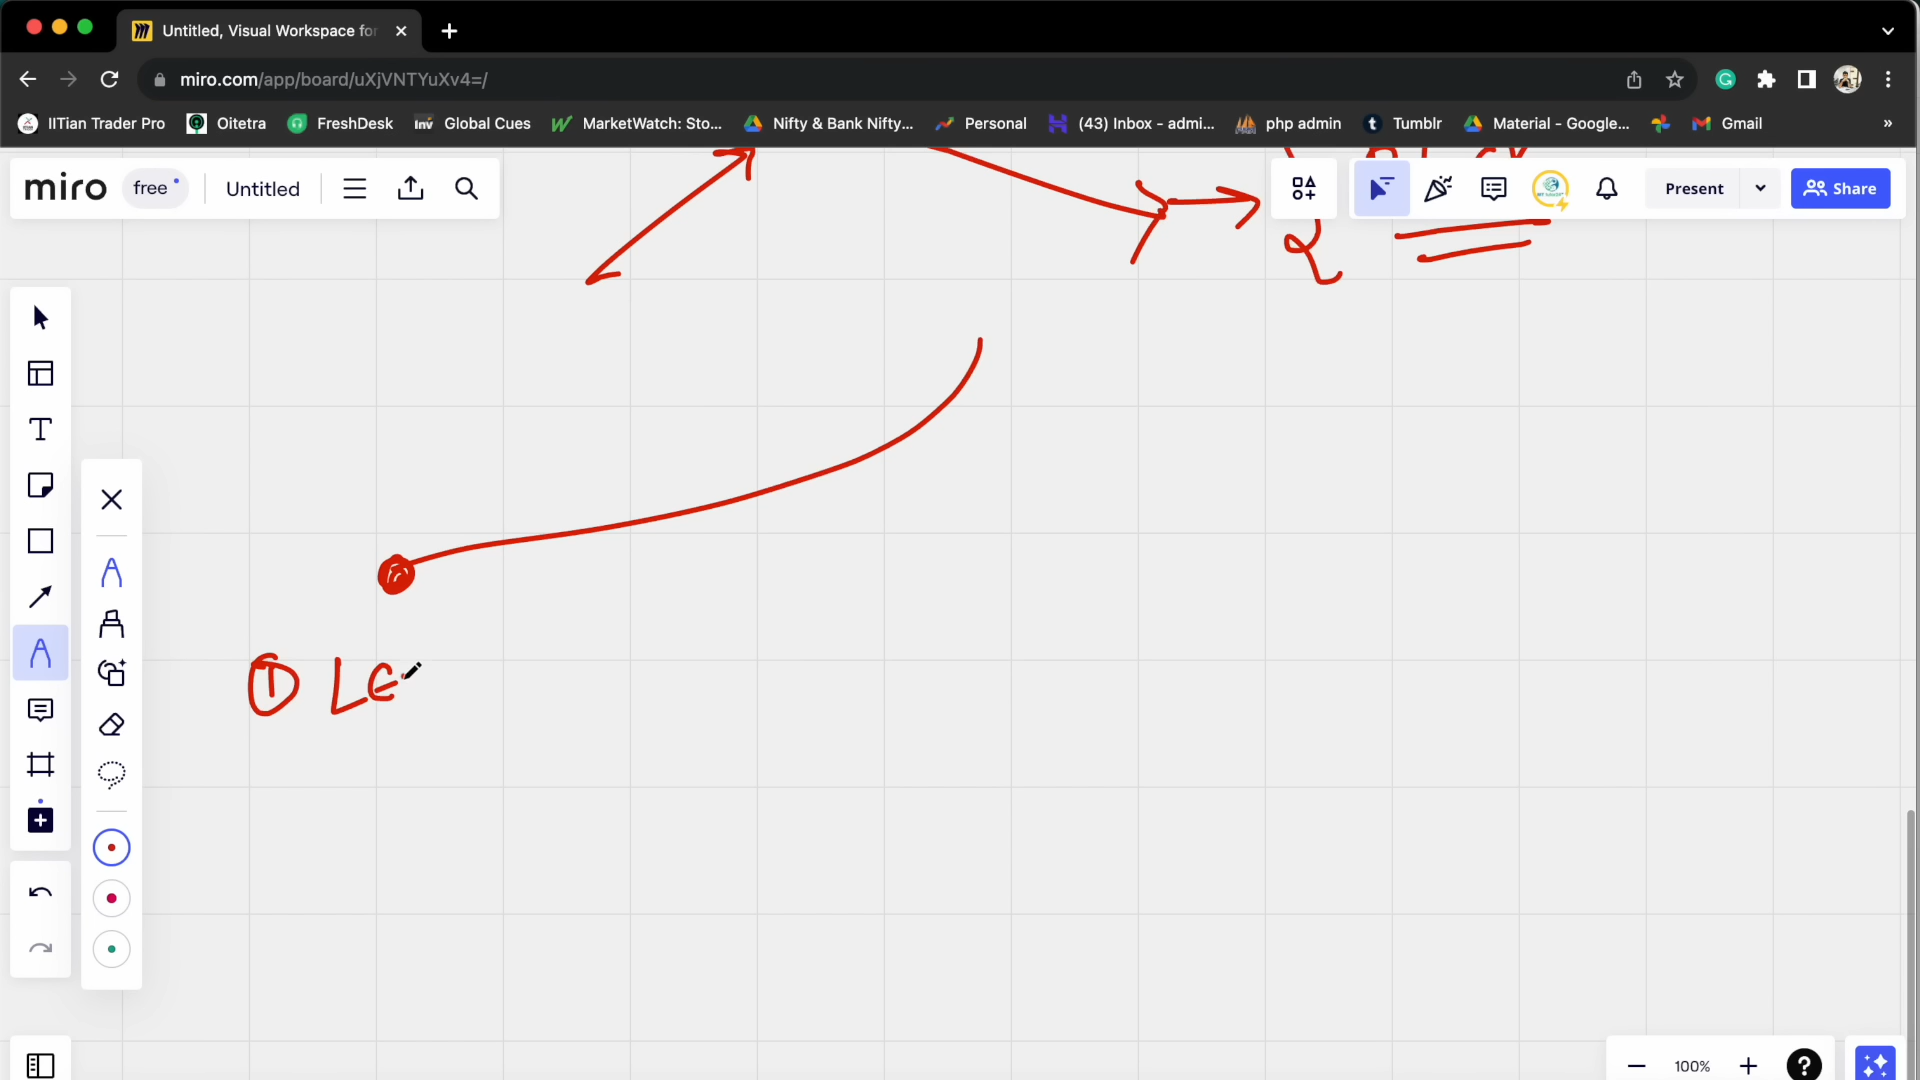 Untitled, Visual Workspace for
miro.com/app/board/uXjVNTYuXv4=/
IITian Trader Pro
Oitetra
FreshDesk
Inv Global Cues
MarketWatch: Sto...
Nifty & Bank Nifty...
Personal
(43) Inbox - admi...
php admin
Tumblr
Material - Google...
Gmail
»
miro free Untitled
Present
Share
① LE
100%
?